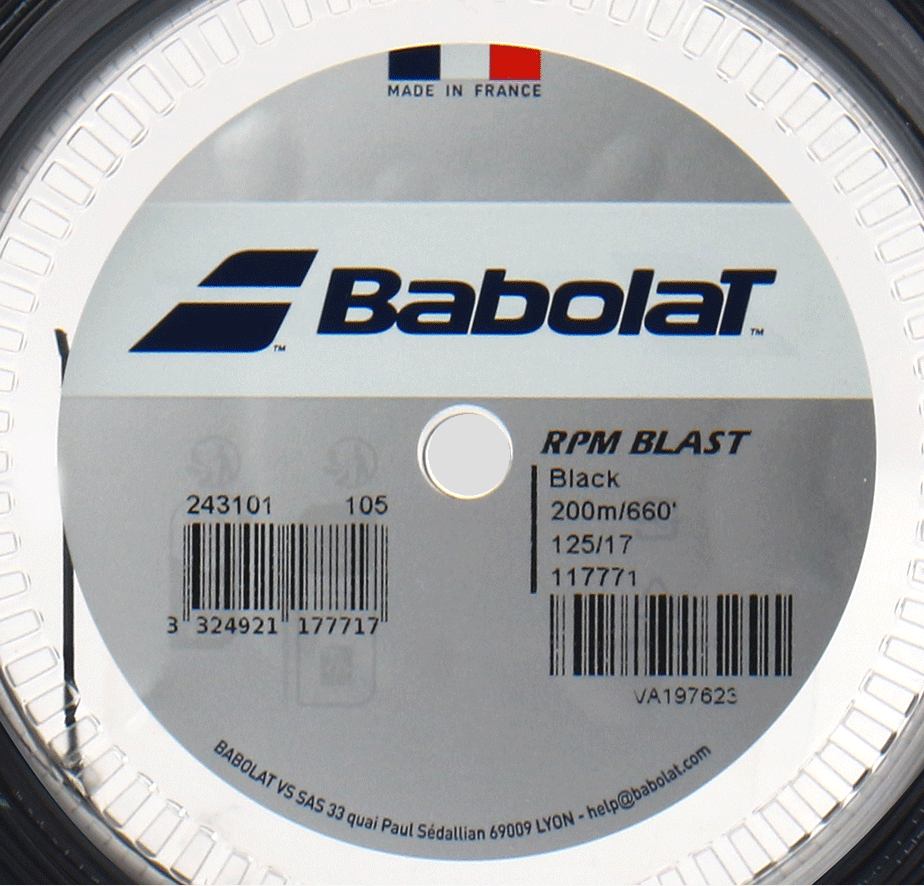 MADE IN FRANCE
BABOLAT™
RPM BLAST
Black
200m/660'
125/17
117771
VA197623
243101 105
3 324921 177717
BABOLAT VS SAS 33 quai Paul Sédallian 69009 LYON - help@babolat.com